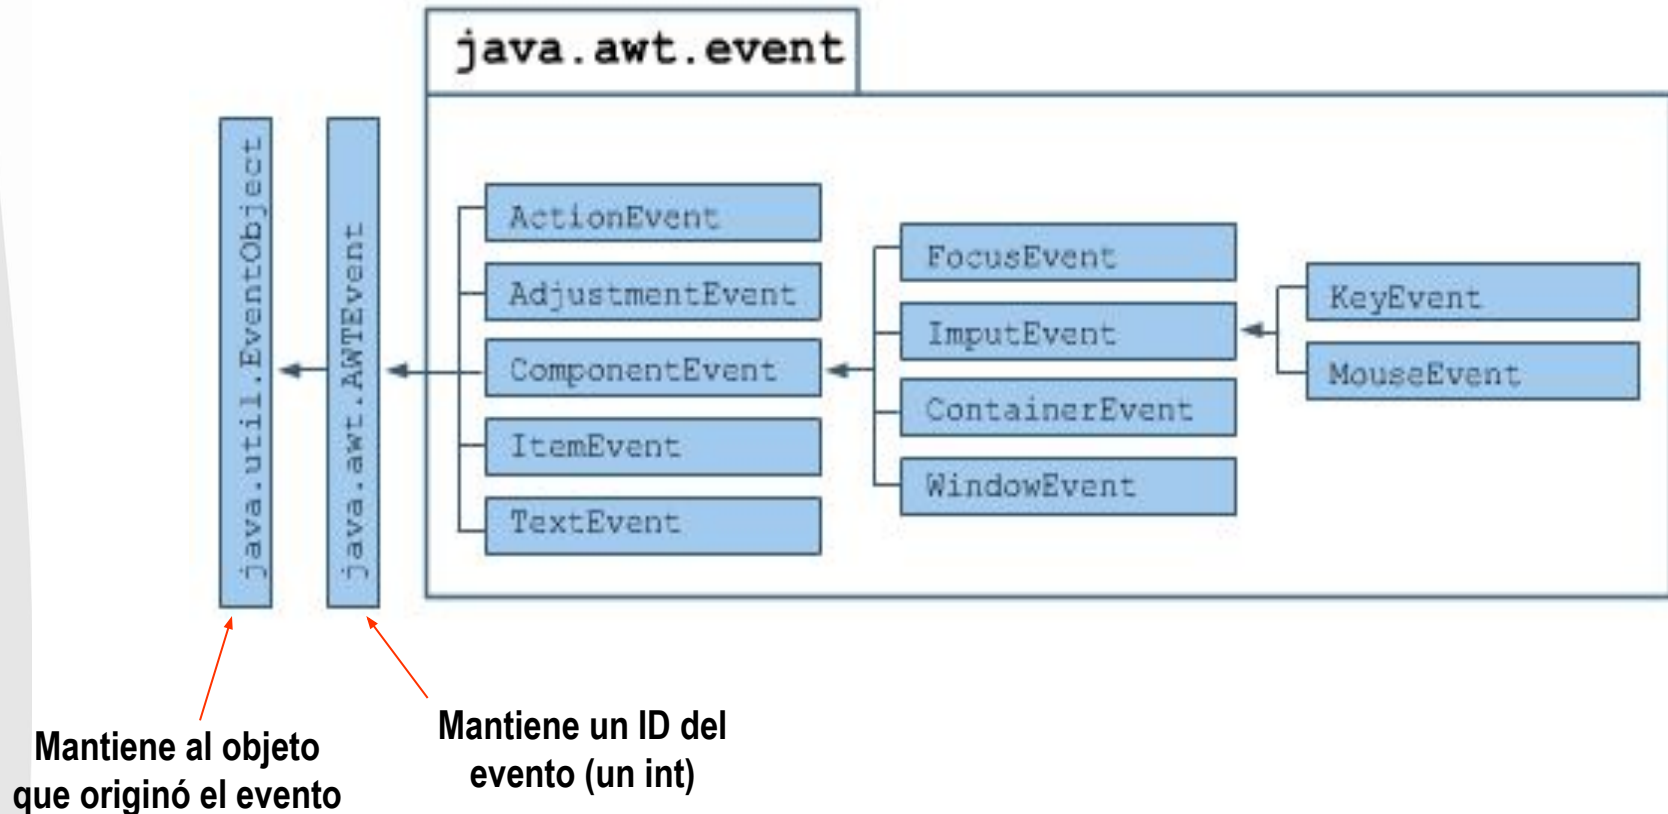 java.awt.event
java.util.EventObject
java.awt.AWTEvent
ActionEvent
AdjustmentEvent
ComponentEvent
ItemEvent
TextEvent
FocusEvent
ImputEvent
ContainerEvent
WindowEvent
KeyEvent
MouseEvent
Mantiene al objeto
que originó el evento
Mantiene un ID del
evento (un int)